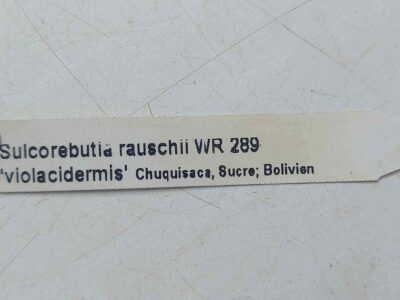 Sulcorebutia rauschii WR 289
'violacidermis' Chuquisaca, Sucre; Bolivien